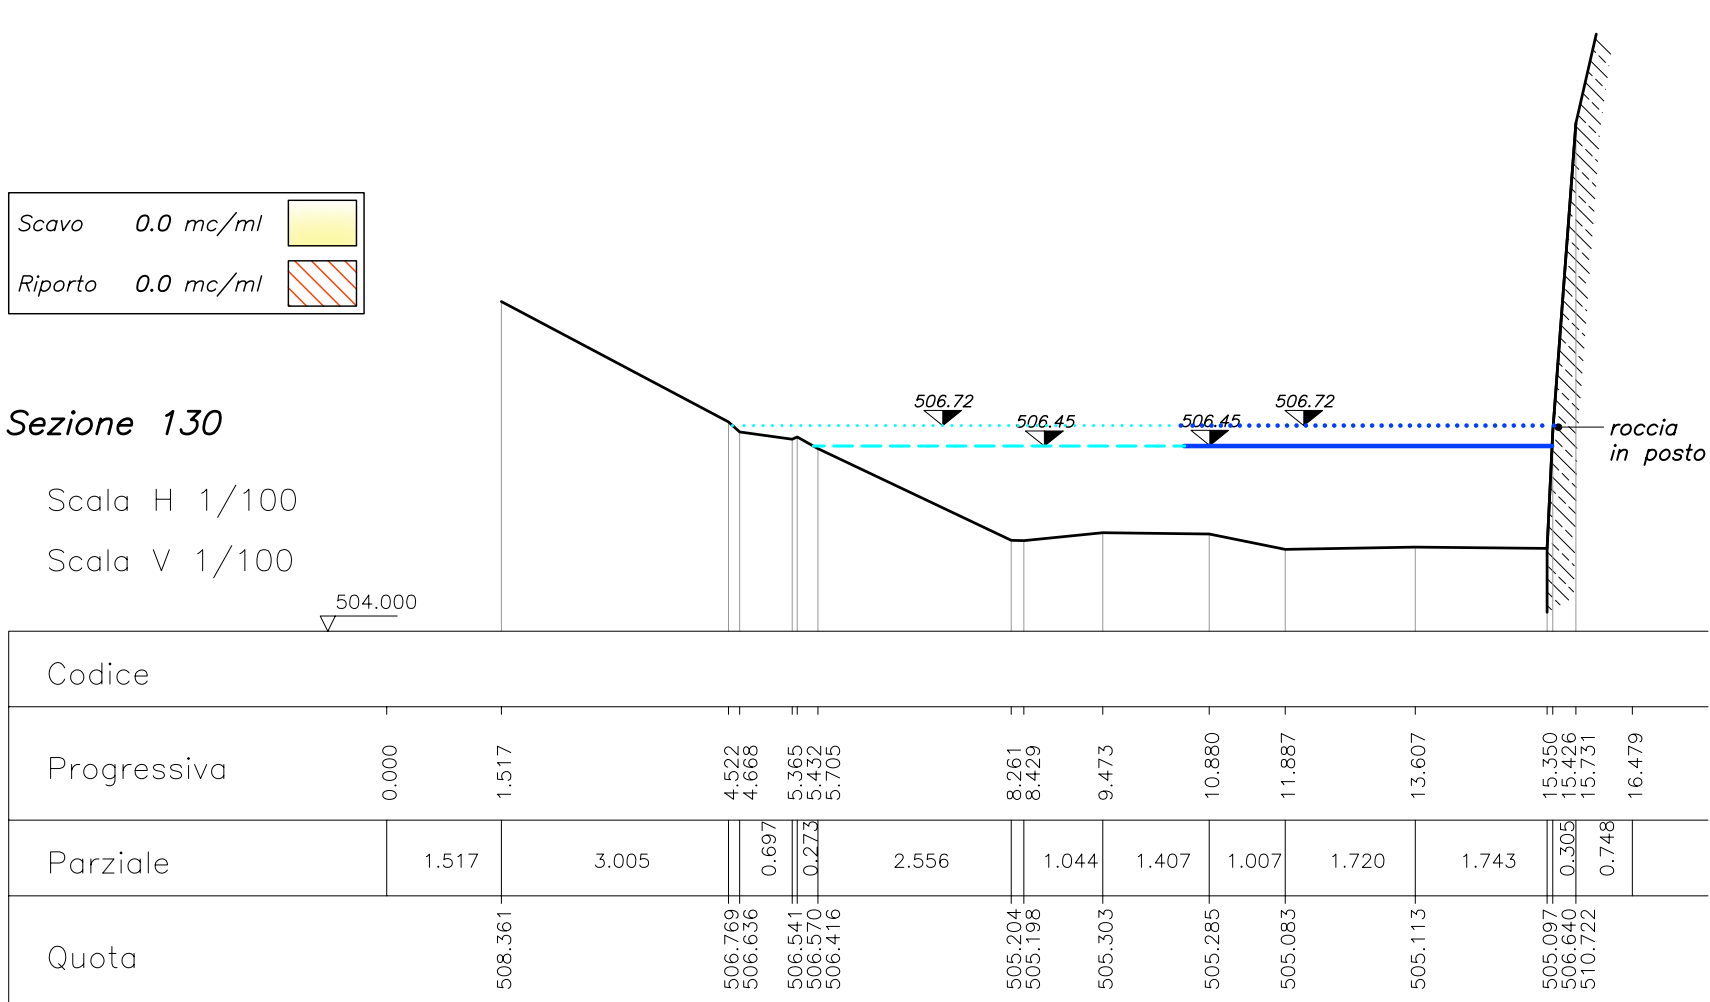 Scavo 0.0 mc/ml
Riporto 0.0 mc/ml
Sezione 130
506.72
506.72
506.45
506.45
roccia
in posto
Scala H 1/100
Scala V 1/100
504.000
Codice
Progressiva 0.000 1.517 4.522 4.668 5.365 5.432 5.705 8.261 8.429 9.473 10.880 11.887 13.607 15.350 15.426 15.731 16.479
Parziale 1.517 3.005 0.697 0.273 2.556 1.044 1.407 1.007 1.720 1.743 0.305 0.748
Quota 508.361 506.769 506.636 506.541 506.570 506.416 505.204 505.198 505.303 505.285 505.083 505.113 505.097 506.640 510.722